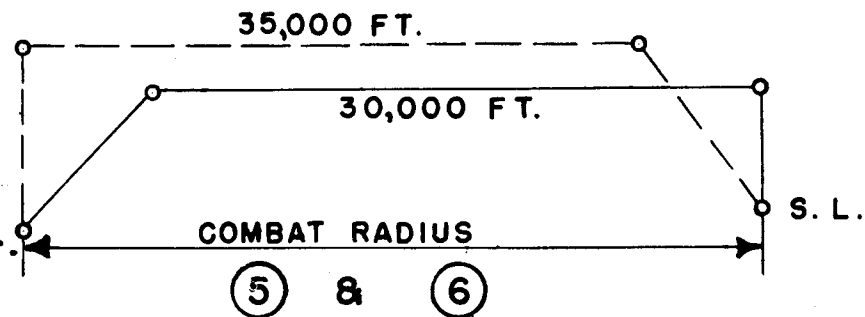 35,000 FT.
30,000 FT.
S. L.
COMBAT RADIUS
5 & 6